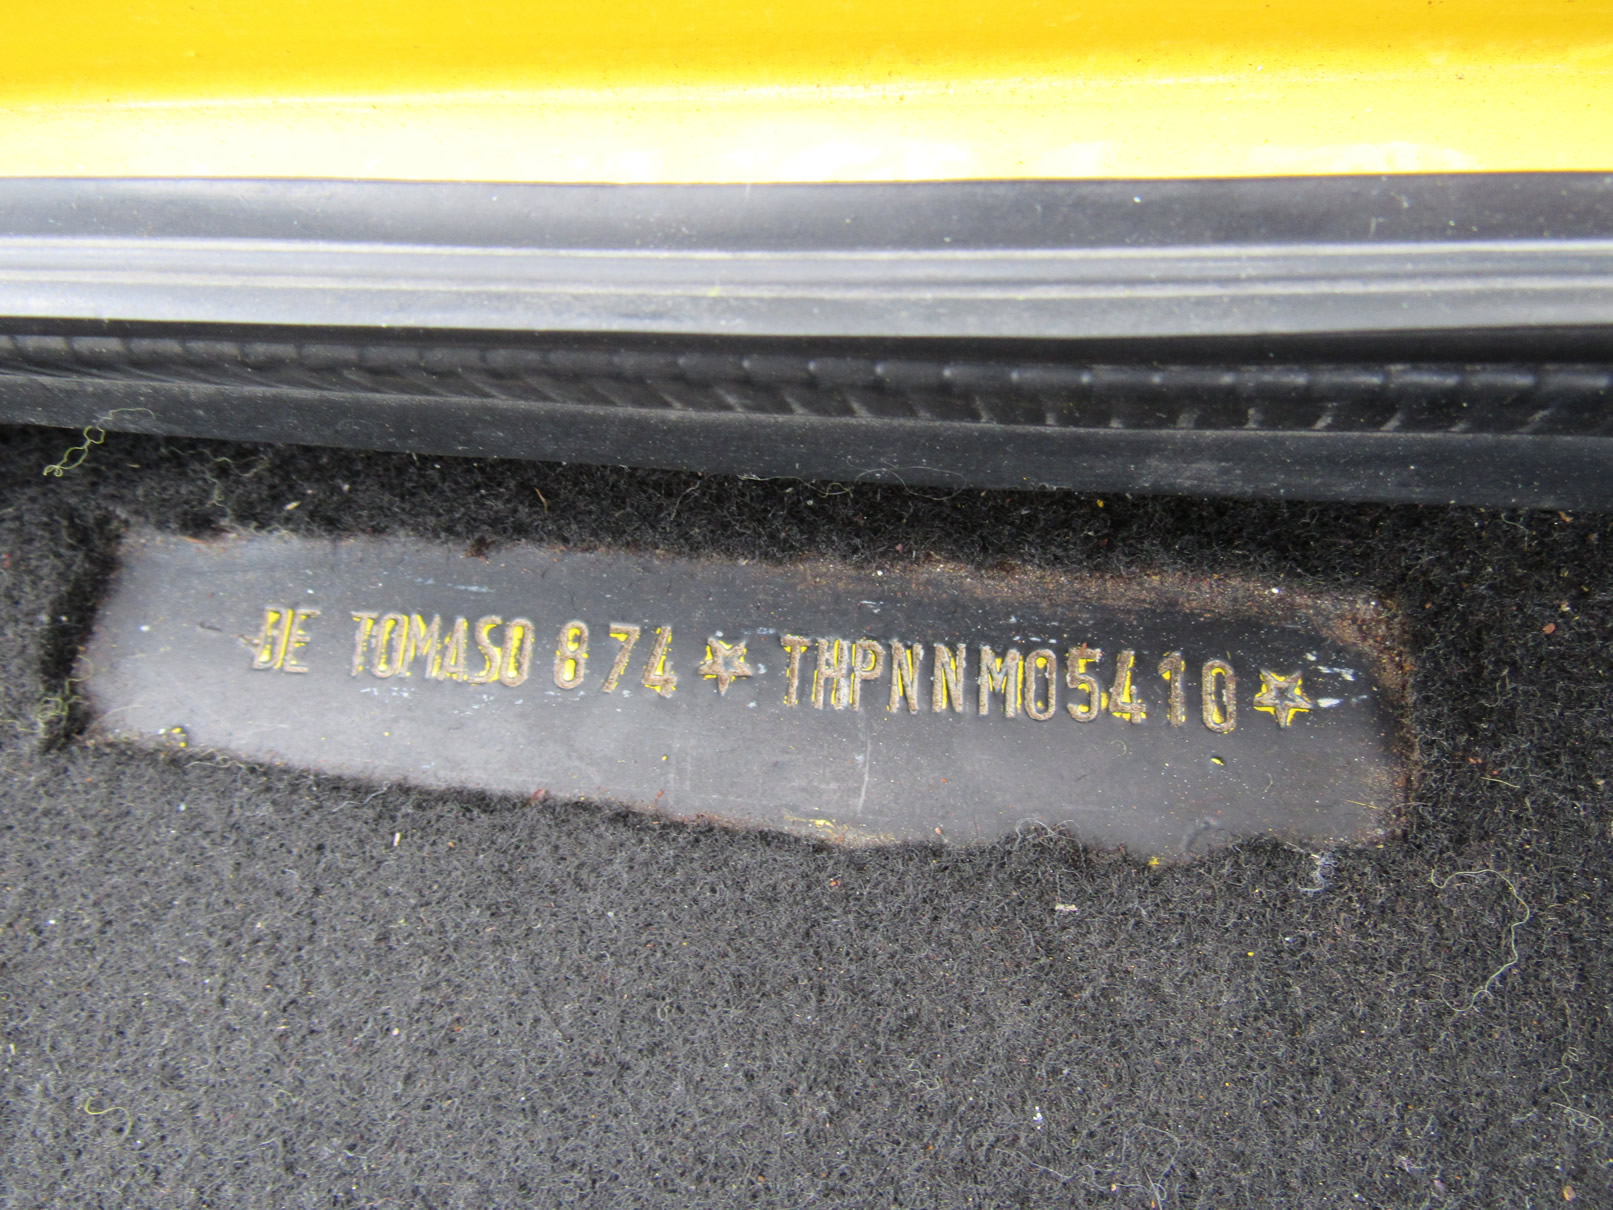 DE TOMASO 874 ☆ THPNNM05410 ☆